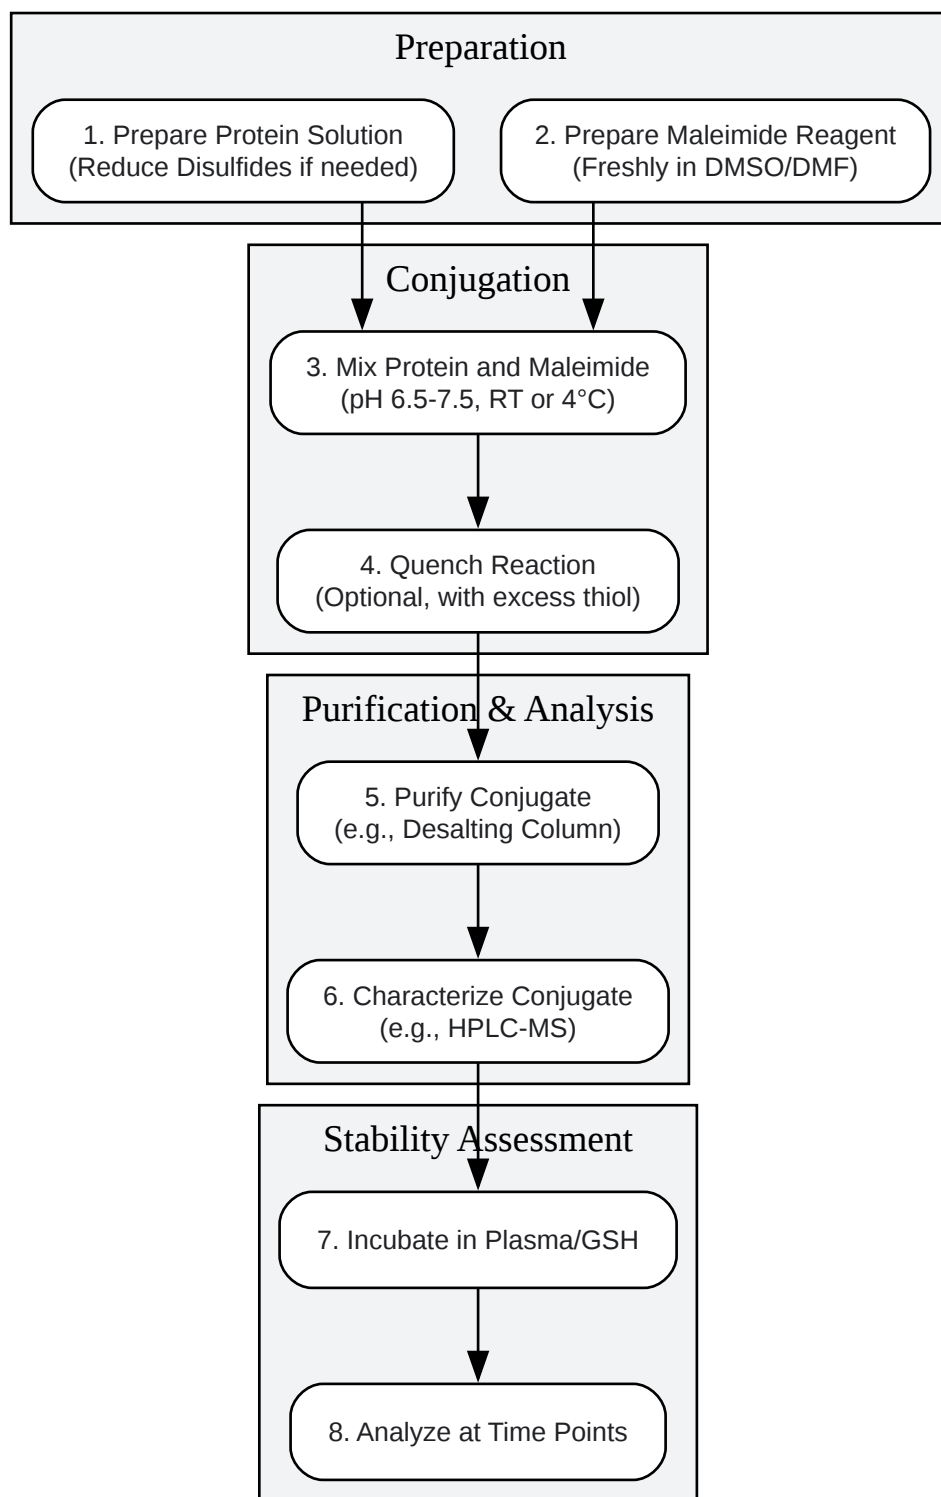 Preparation
1. Prepare Protein Solution
(Reduce Disulfides if needed)
2. Prepare Maleimide Reagent
(Freshly in DMSO/DMF)
Conjugation
3. Mix Protein and Maleimide
(pH 6.5-7.5, RT or 4°C)
4. Quench Reaction
(Optional, with excess thiol)
Purification & Analysis
5. Purify Conjugate
(e.g., Desalting Column)
6. Characterize Conjugate
(e.g., HPLC-MS)
Stability Assessment
7. Incubate in Plasma/GSH
8. Analyze at Time Points